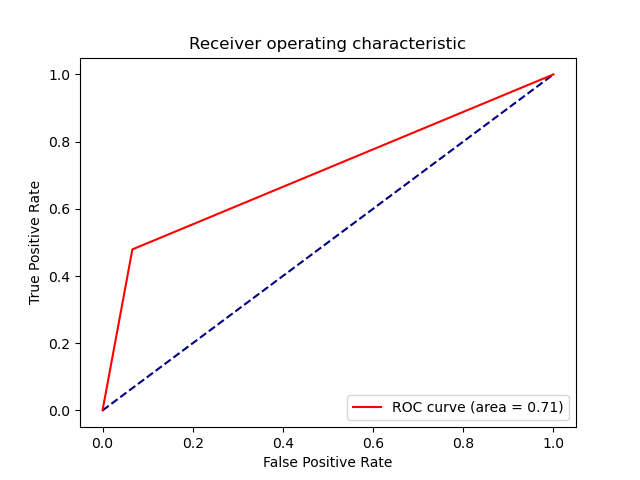 Receiver operating characteristic
True Positive Rate
1.0
0.8
0.6
0.4
0.2
0.0
ROC curve (area = 0.71)
0.0 0.2 0.4 0.6 0.8 1.0
False Positive Rate